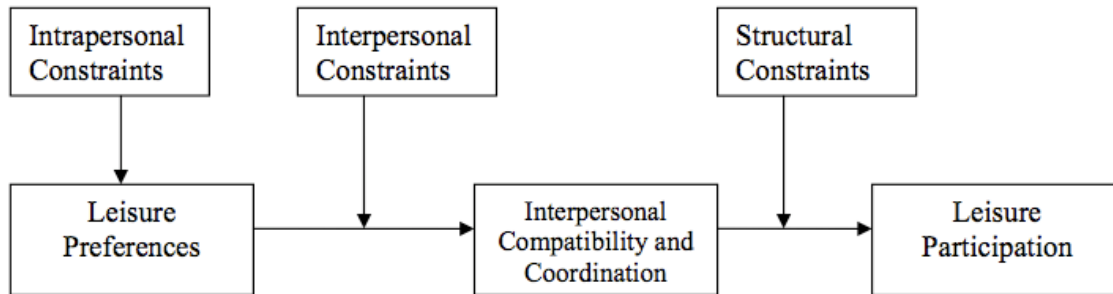 Intrapersonal
Constraints
Interpersonal
Constraints
Structural
Constraints
Leisure
Preferences
Interpersonal
Compatibility and
Coordination
Leisure
Participation